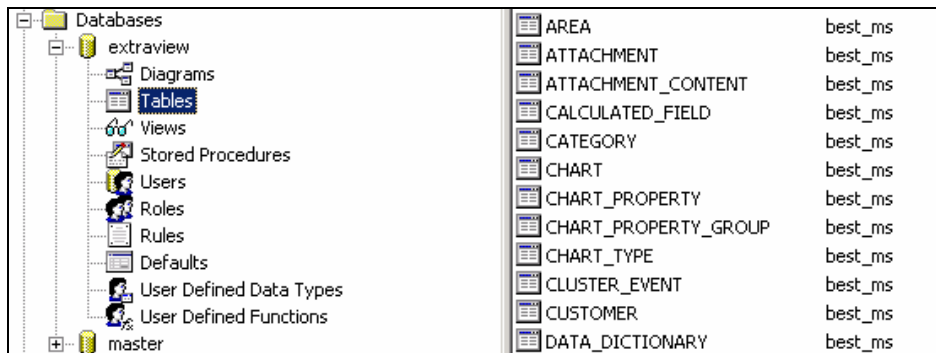 Databases
extraview
Diagrams
Tables
Views
Stored Procedures
Users
Roles
Rules
Defaults
User Defined Data Types
User Defined Functions
master
AREA best_ms
ATTACHMENT best_ms
ATTACHMENT_CONTENT best_ms
CALCULATED_FIELD best_ms
CATEGORY best_ms
CHART best_ms
CHART_PROPERTY best_ms
CHART_PROPERTY_GROUP best_ms
CHART_TYPE best_ms
CLUSTER_EVENT best_ms
CUSTOMER best_ms
DATA_DICTIONARY best_ms